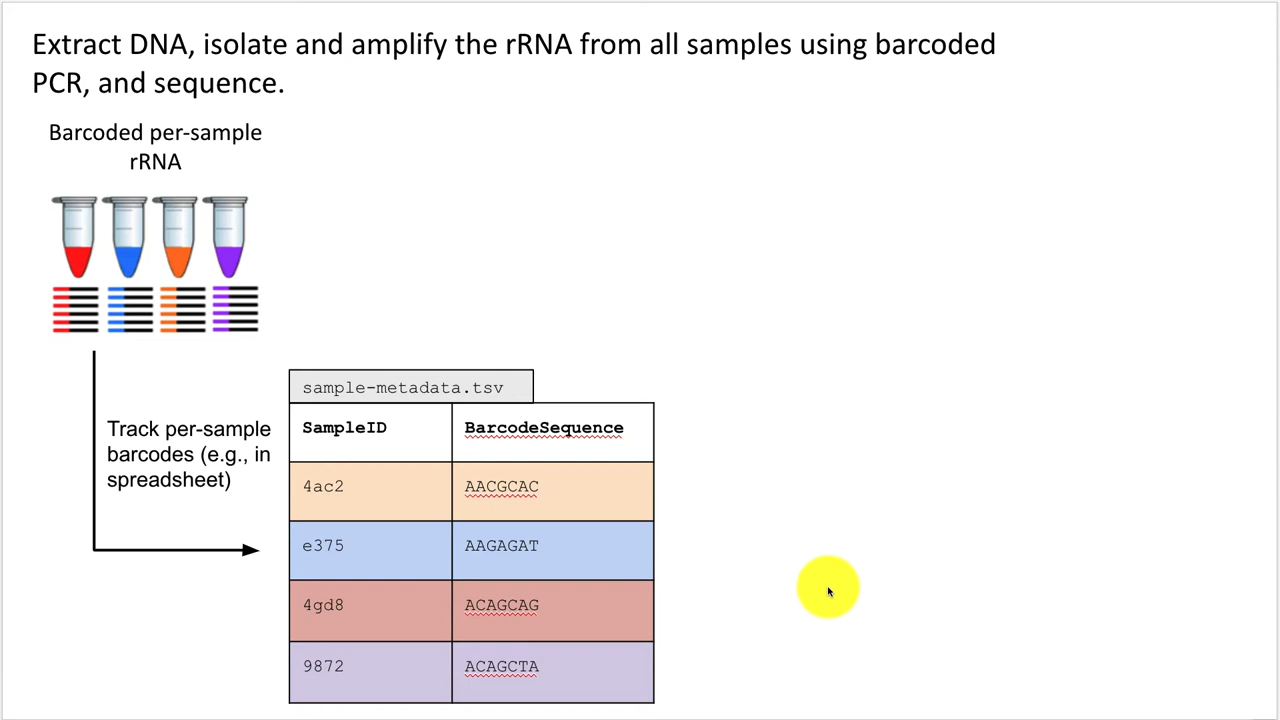 Extract DNA, isolate and amplify the rRNA from all samples using barcoded
PCR, and sequence.
Barcoded per-sample
rRNA
Track per-sample
barcodes (e.g., in
spreadsheet)
sample-metadata.tsv
SampleID BarcodeSequence
4ac2 AACGCAC
e375 AAGAGAT
4gd8 ACAGCAG
9872 ACAGCTA